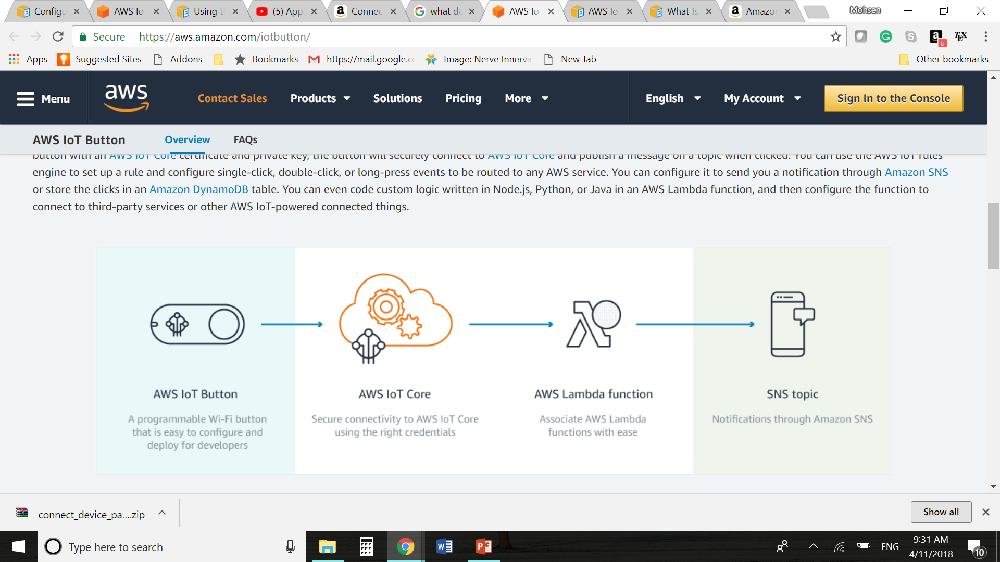 Configu
AWS IoT
Using t
(5) App
Connec
what do
AWS Io
AWS Io
What Is
Amazon
Mohsen
Secure https://aws.amazon.com/iotbutton/
8
TEX
Apps Suggested Sites Addons Bookmarks https://mail.google.co Image: Nerve Innerva New Tab Other bookmarks
Menu aws Contact Sales Products Solutions Pricing More English My Account Sign In to the Console
AWS IoT Button Overview FAQs
button with an AWS IoT Core certificate and private key, the button will securely connect to AWS IoT Core and publish a message on a topic when clicked. You can use the AWS IoT rules
engine to set up a rule and configure single-click, double-click, or long-press events to be routed to any AWS service. You can configure it to send you a notification through Amazon SNS
or store the clicks in an Amazon DynamoDB table. You can even code custom logic written in Node.js, Python, or Java in an AWS Lambda function, and then configure the function to
connect to third-party services or other AWS IoT-powered connected things.
AWS IoT Button
A programmable Wi-Fi button
that is easy to configure and
deploy for developers
AWS IoT Core
Secure connectivity to AWS IoT Core
using the right credentials
AWS Lambda function
Associate AWS Lambda
functions with ease
SNS topic
Notifications through Amazon SNS
connect_device_pa....zip
Show all
Type here to search
ENG
9:31 AM
4/11/2018
10